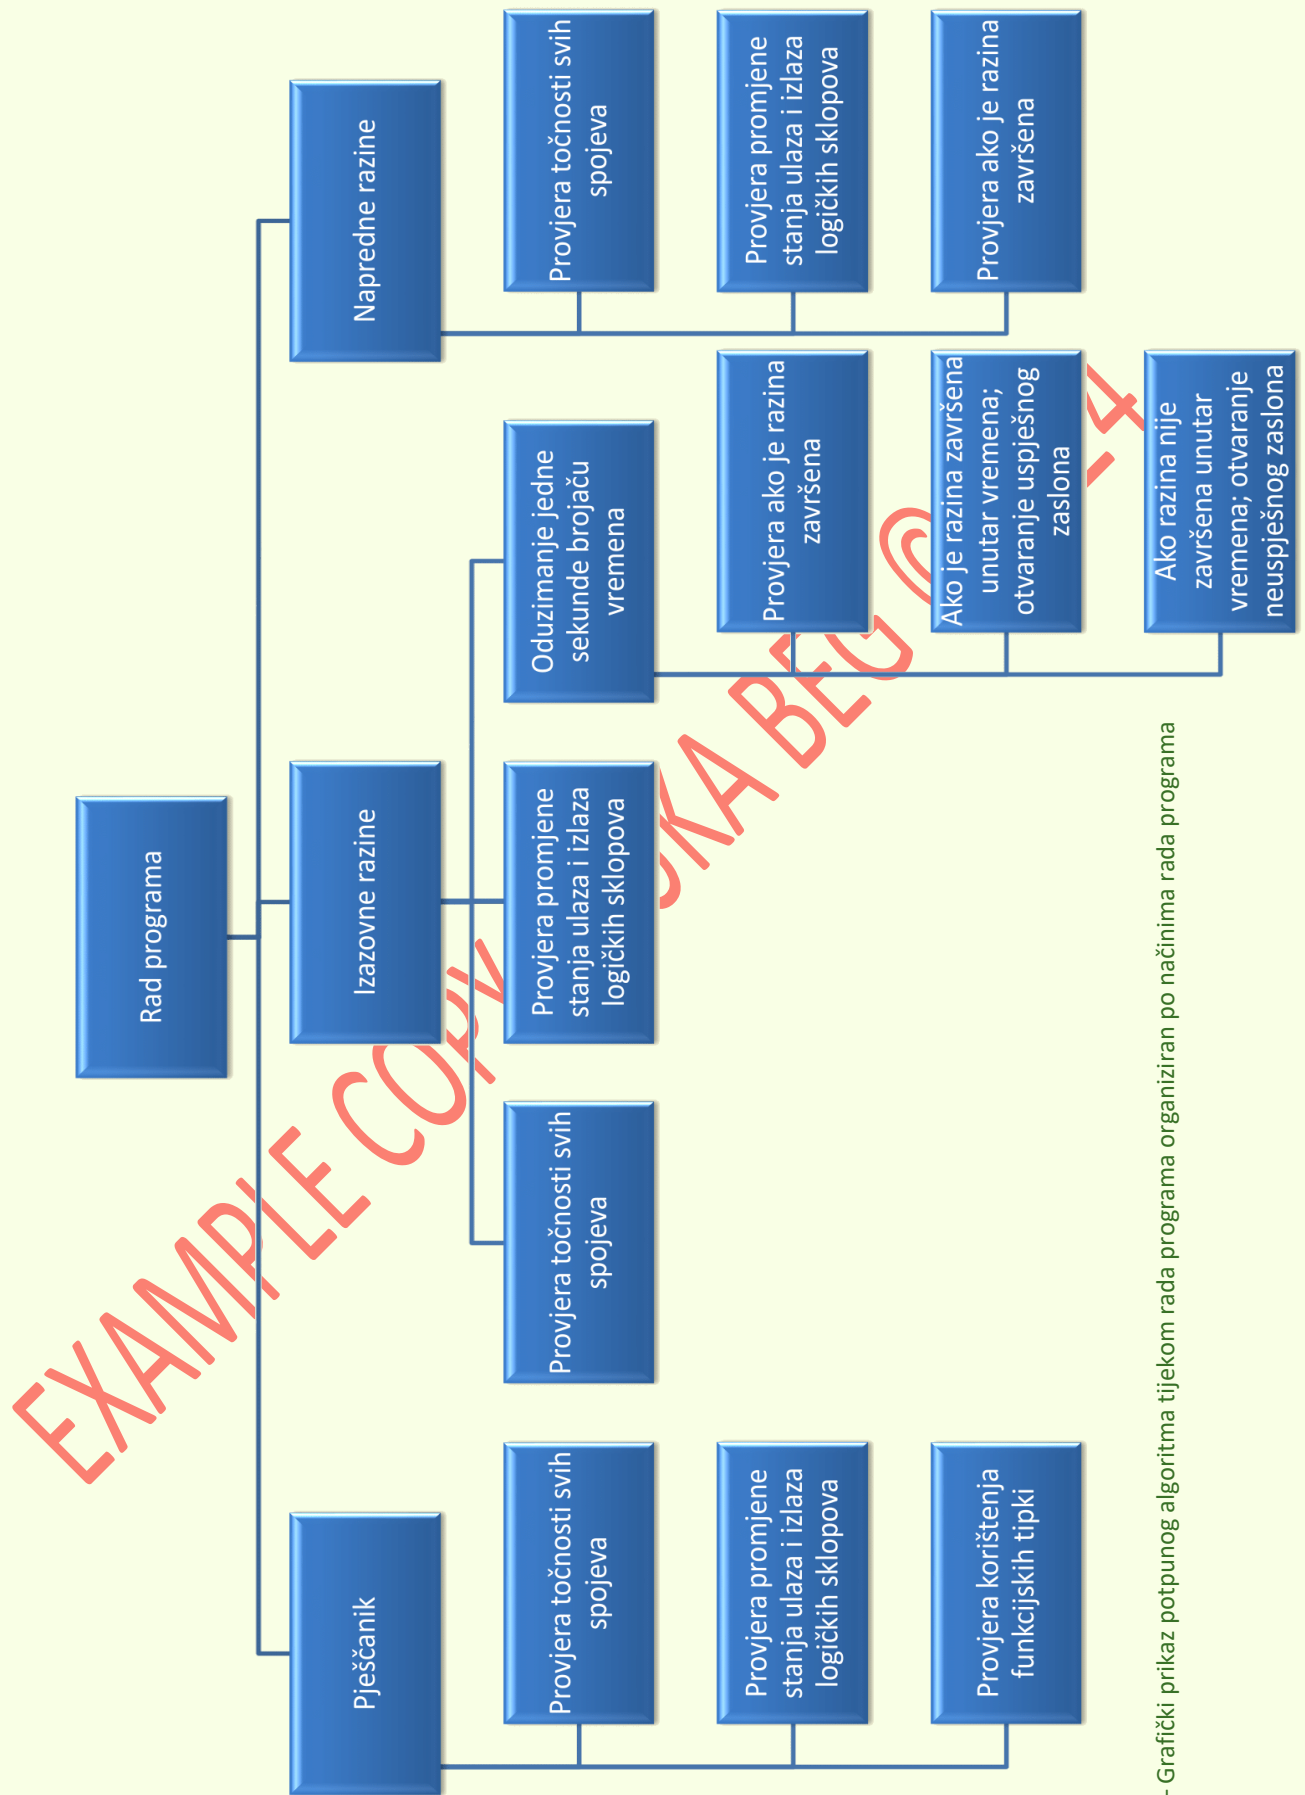 Rad programa
Pješčanik
Provjera točnosti svih
spojeva
Provjera promjene
stanja ulaza i izlaza
logičkih sklopova
Provjera korištenja
funkcijskih tipki
Izazovne razine
Provjera točnosti svih
spojeva
Provjera promjene
stanja ulaza i izlaza
logičkih sklopova
Oduzimanje jedne
sekunde brojaču
vremena
Provjera ako je razina
završena
Ako je razina završena
unutar vremena;
otvaranje uspješnog
zaslona
Ako razina nije
završena unutar
vremena; otvaranje
neuspješnog zaslona
Napredne razine
Provjera točnosti svih
spojeva
Provjera promjene
stanja ulaza i izlaza
logičkih sklopova
Provjera ako je razina
završena
- Grafički prikaz potpunog algoritma tijekom rada programa organiziran po načinima rada programa
EXAMPLE COPY